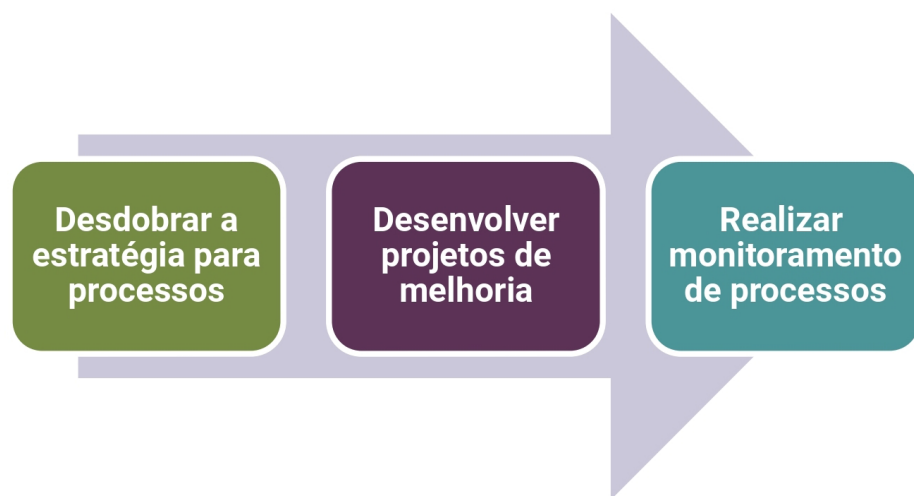 Desdobrar a
estratégia para
processos
Desenvolver
projetos de
melhoria
Realizar
monitoramento
de processos